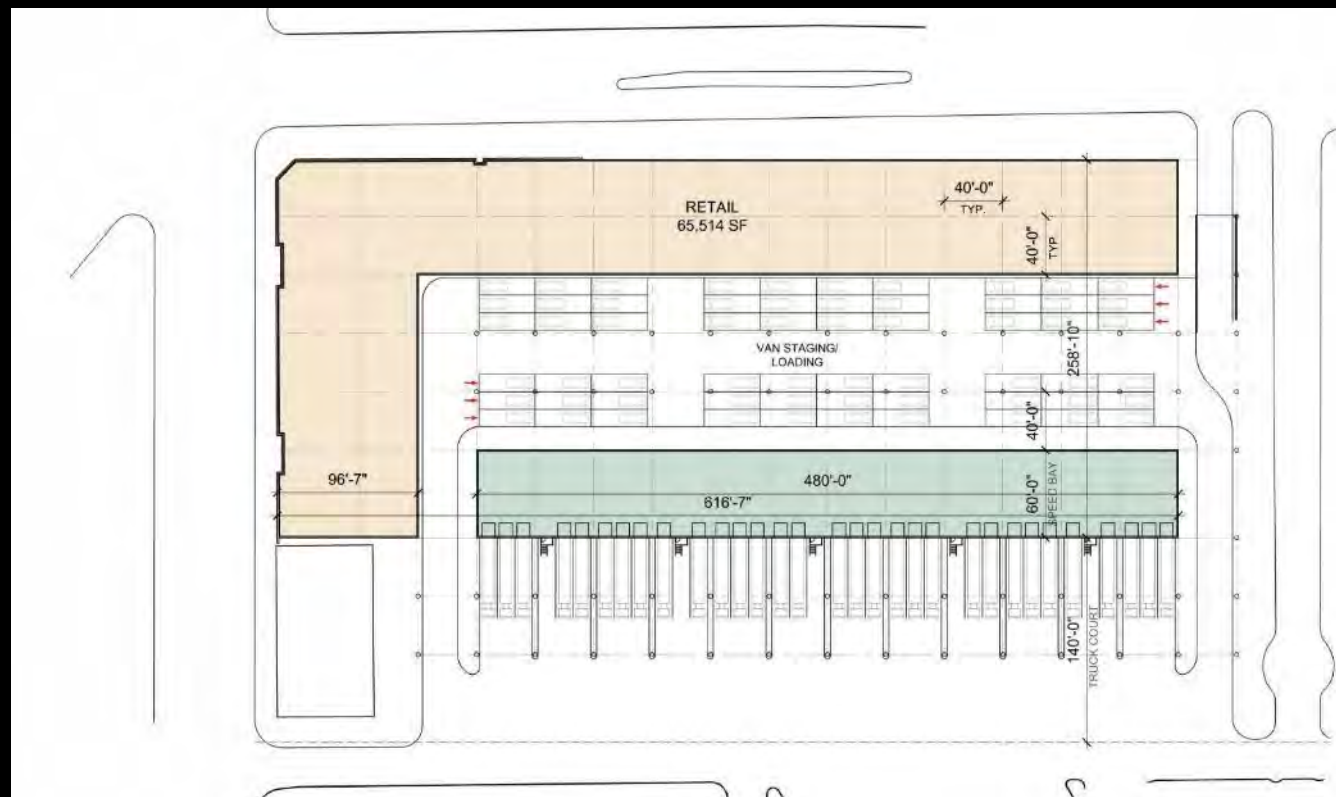 RETAIL
65,514 SF
40'-0"
TYP.
40'-0"
TYP
VAN STAGING/
LOADING
258'-10"
40'-0"
96'-7"
480'-0"
616'-7"
60'-0"
SPEED BAY
140'-0"
TRUCK COURT